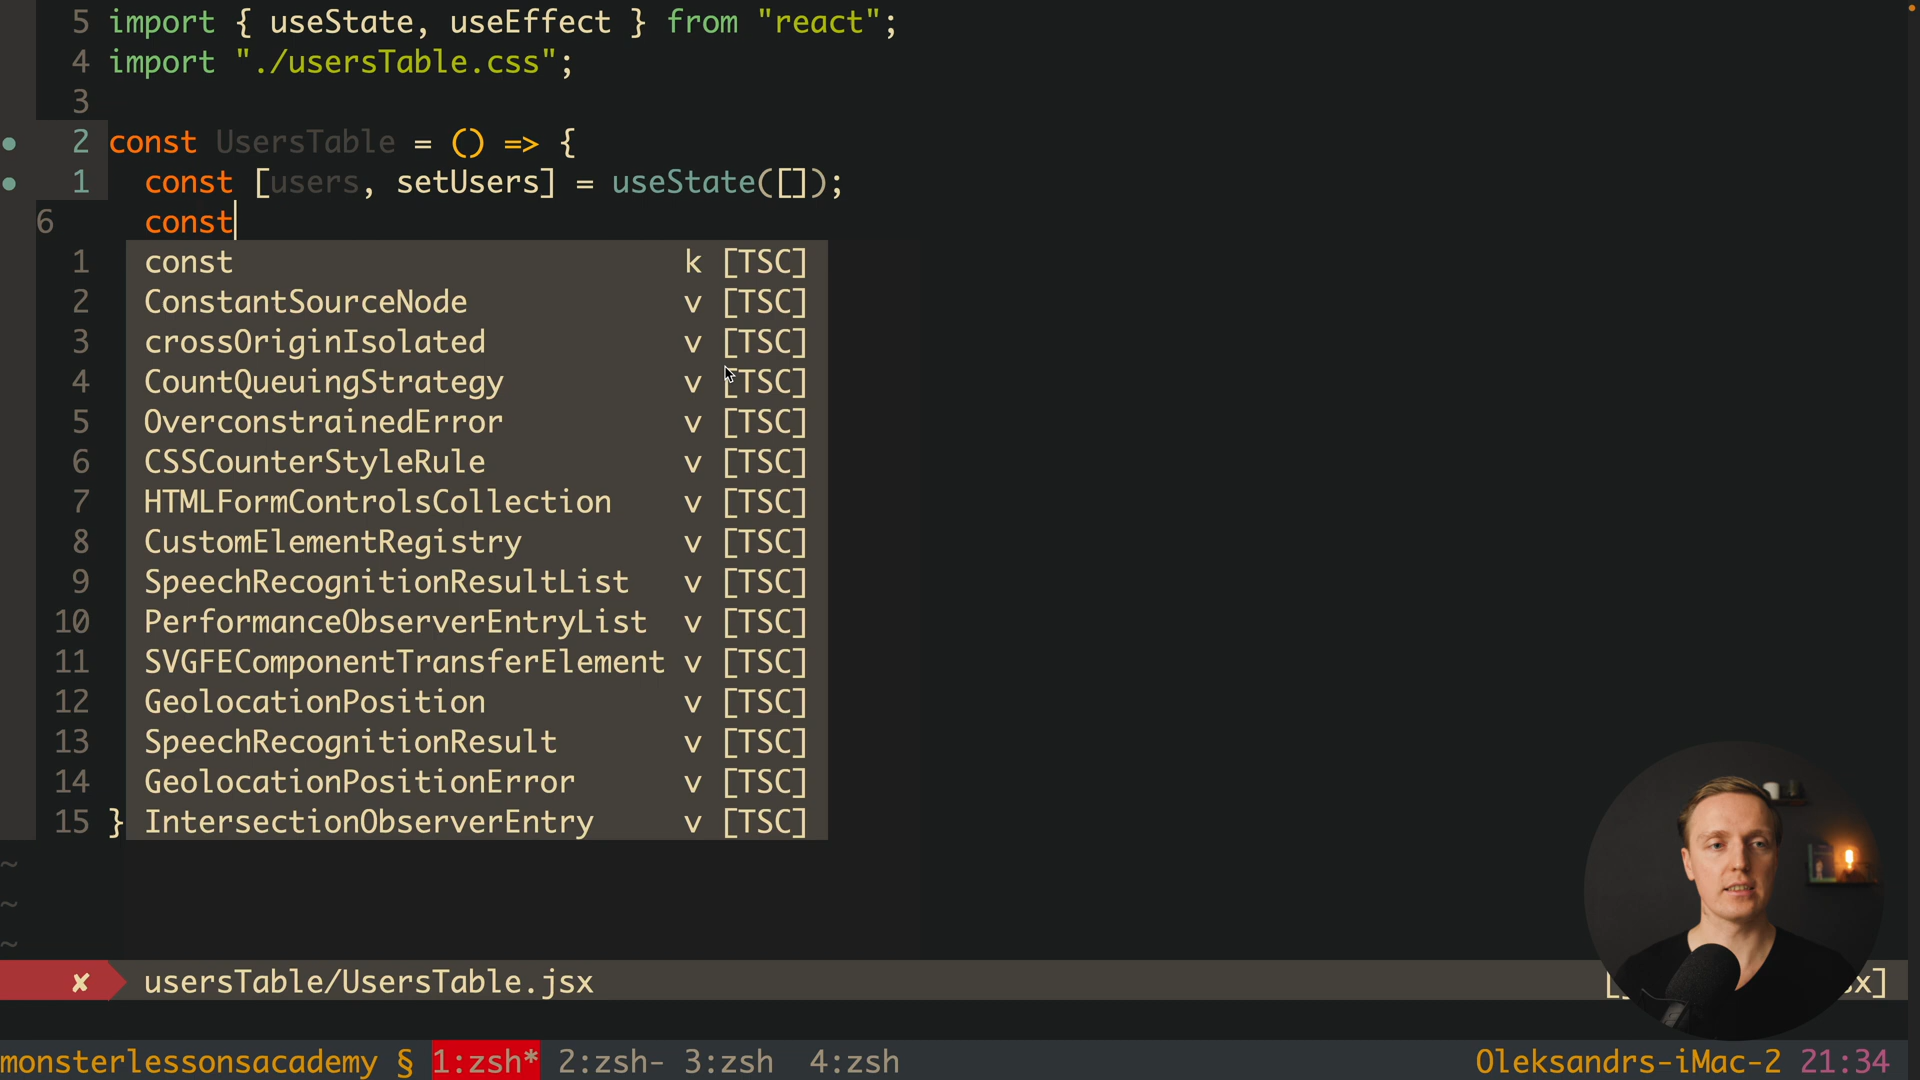 5 import { useState, useEffect } from "react";
4 import "./usersTable.css";
3
2 const UsersTable = () => {
1 const [users, setUsers] = useState([]);
6 const
1 const k [TSC]
2 ConstantSourceNode v [TSC]
3 crossOriginIsolated v [TSC]
4 CountQueuingStrategy v [TSC]
5 OverconstrainedError v [TSC]
6 CSSCounterStyleRule v [TSC]
7 HTMLFormControlsCollection v [TSC]
8 CustomElementRegistry v [TSC]
9 SpeechRecognitionResultList v [TSC]
10 PerformanceObserverEntryList v [TSC]
11 SVGFEComponentTransferElement v [TSC]
12 GeolocationPosition v [TSC]
13 SpeechRecognitionResult v [TSC]
14 GeolocationPositionError v [TSC]
15 } IntersectionObserverEntry v [TSC]
~
~
~
✘ usersTable/UsersTable.jsx
monsterlessonsacademy § 1:zsh* 2:zsh- 3:zsh 4:zsh Oleksandrs-iMac-2 21:34